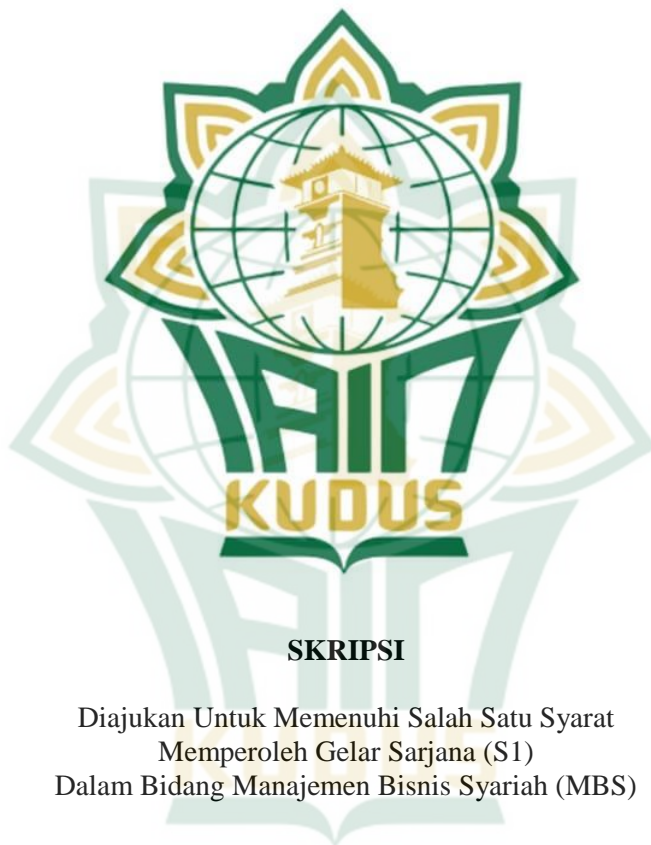 IAIN
KUDUS
SKRIPSI
Diajukan Untuk Memenuhi Salah Satu Syarat
Memperoleh Gelar Sarjana (S1)
Dalam Bidang Manajemen Bisnis Syariah (MBS)